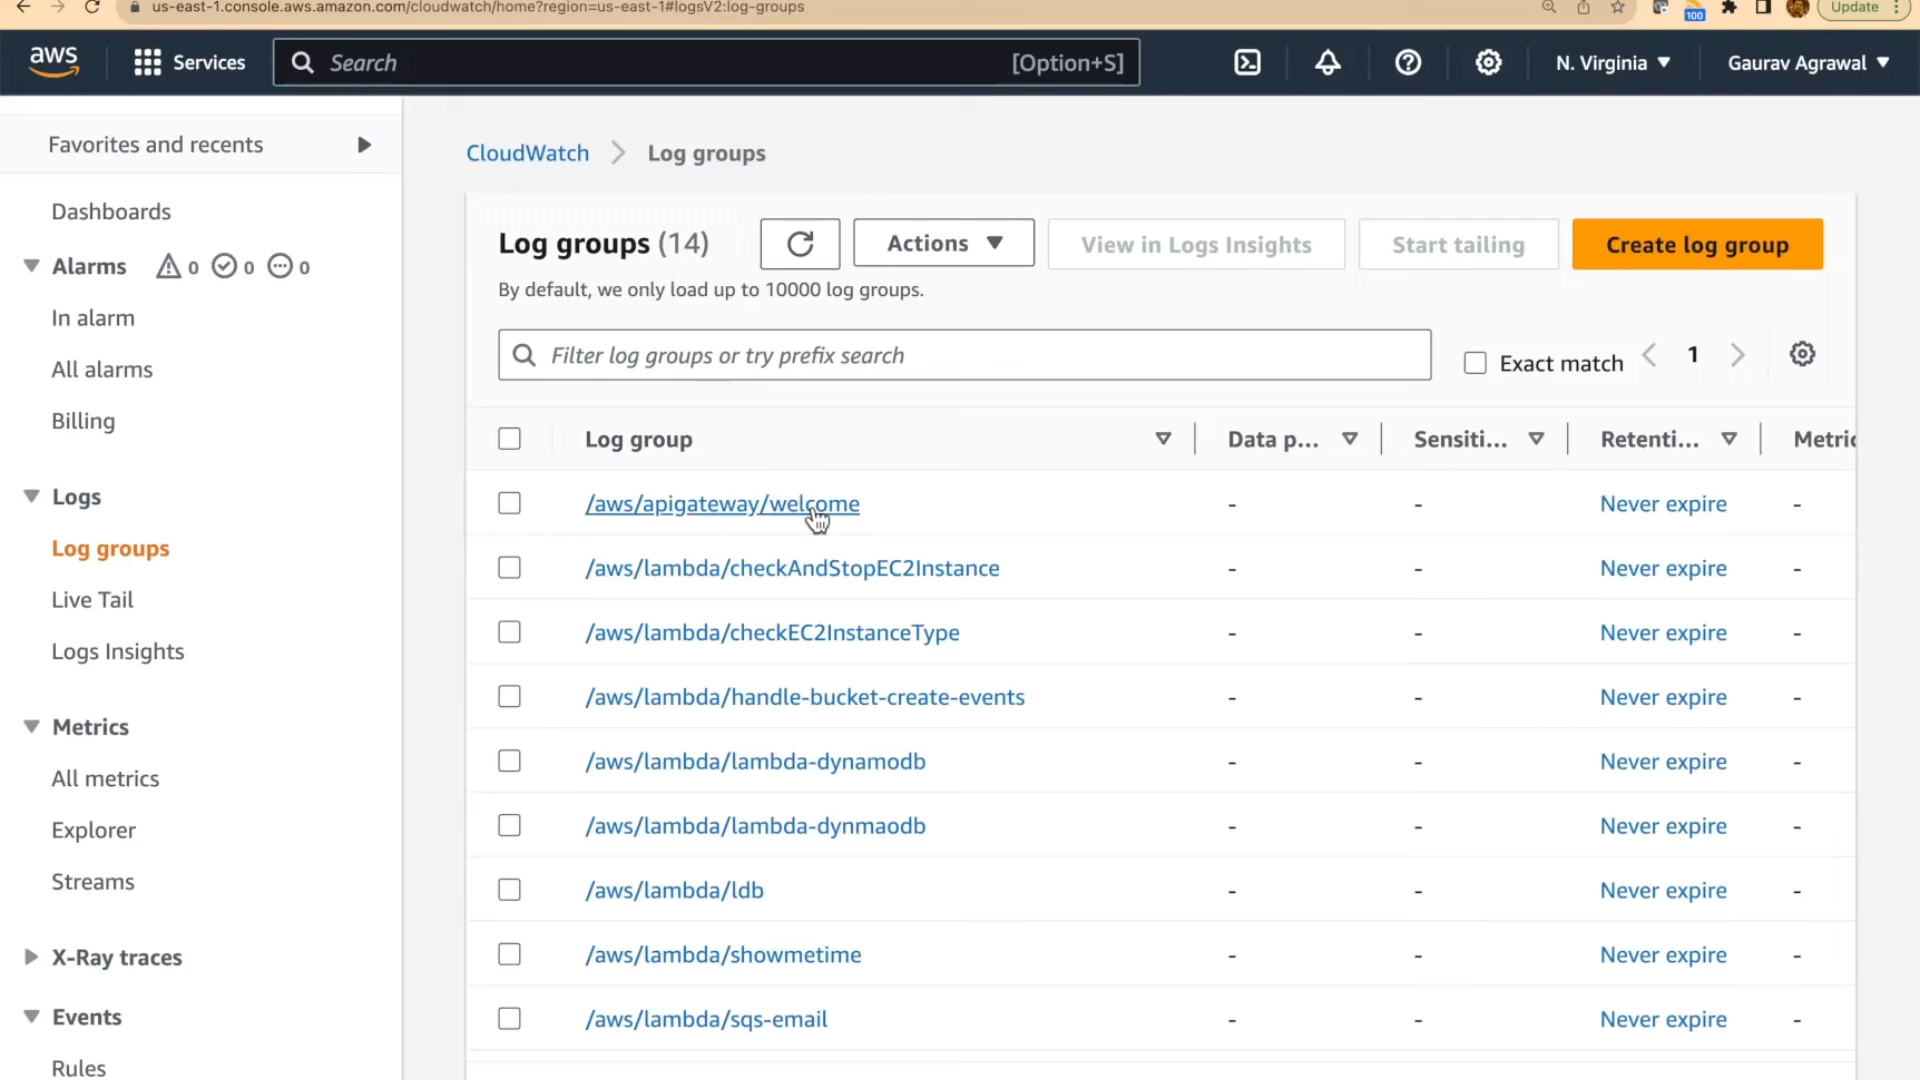 us-east-1.console.aws.amazon.com/cloudwatch/home?region=us-east-1#logsV2:log-groups
100
Update
aws
Services
Search
[Option+S]
N. Virginia
Gaurav Agrawal
Favorites and recents
Dashboards
Alarms 0 0 0
In alarm
All alarms
Billing
Logs
Log groups
Live Tail
Logs Insights
Metrics
All metrics
Explorer
Streams
X-Ray traces
Events
Rules
CloudWatch
Log groups
Log groups (14)
Actions
View in Logs Insights
Start tailing
Create log group
By default, we only load up to 10000 log groups.
Filter log groups or try prefix search
Exact match
1
Log group Data p... Sensiti... Retenti... Metric
/aws/apigateway/welcome - - Never expire -
/aws/lambda/checkAndStopEC2Instance - - Never expire -
/aws/lambda/checkEC2InstanceType - - Never expire -
/aws/lambda/handle-bucket-create-events - - Never expire -
/aws/lambda/lambda-dynamodb - - Never expire -
/aws/lambda/lambda-dynmaodb - - Never expire -
/aws/lambda/ldb - - Never expire -
/aws/lambda/showmetime - - Never expire -
/aws/lambda/sqs-email - - Never expire -